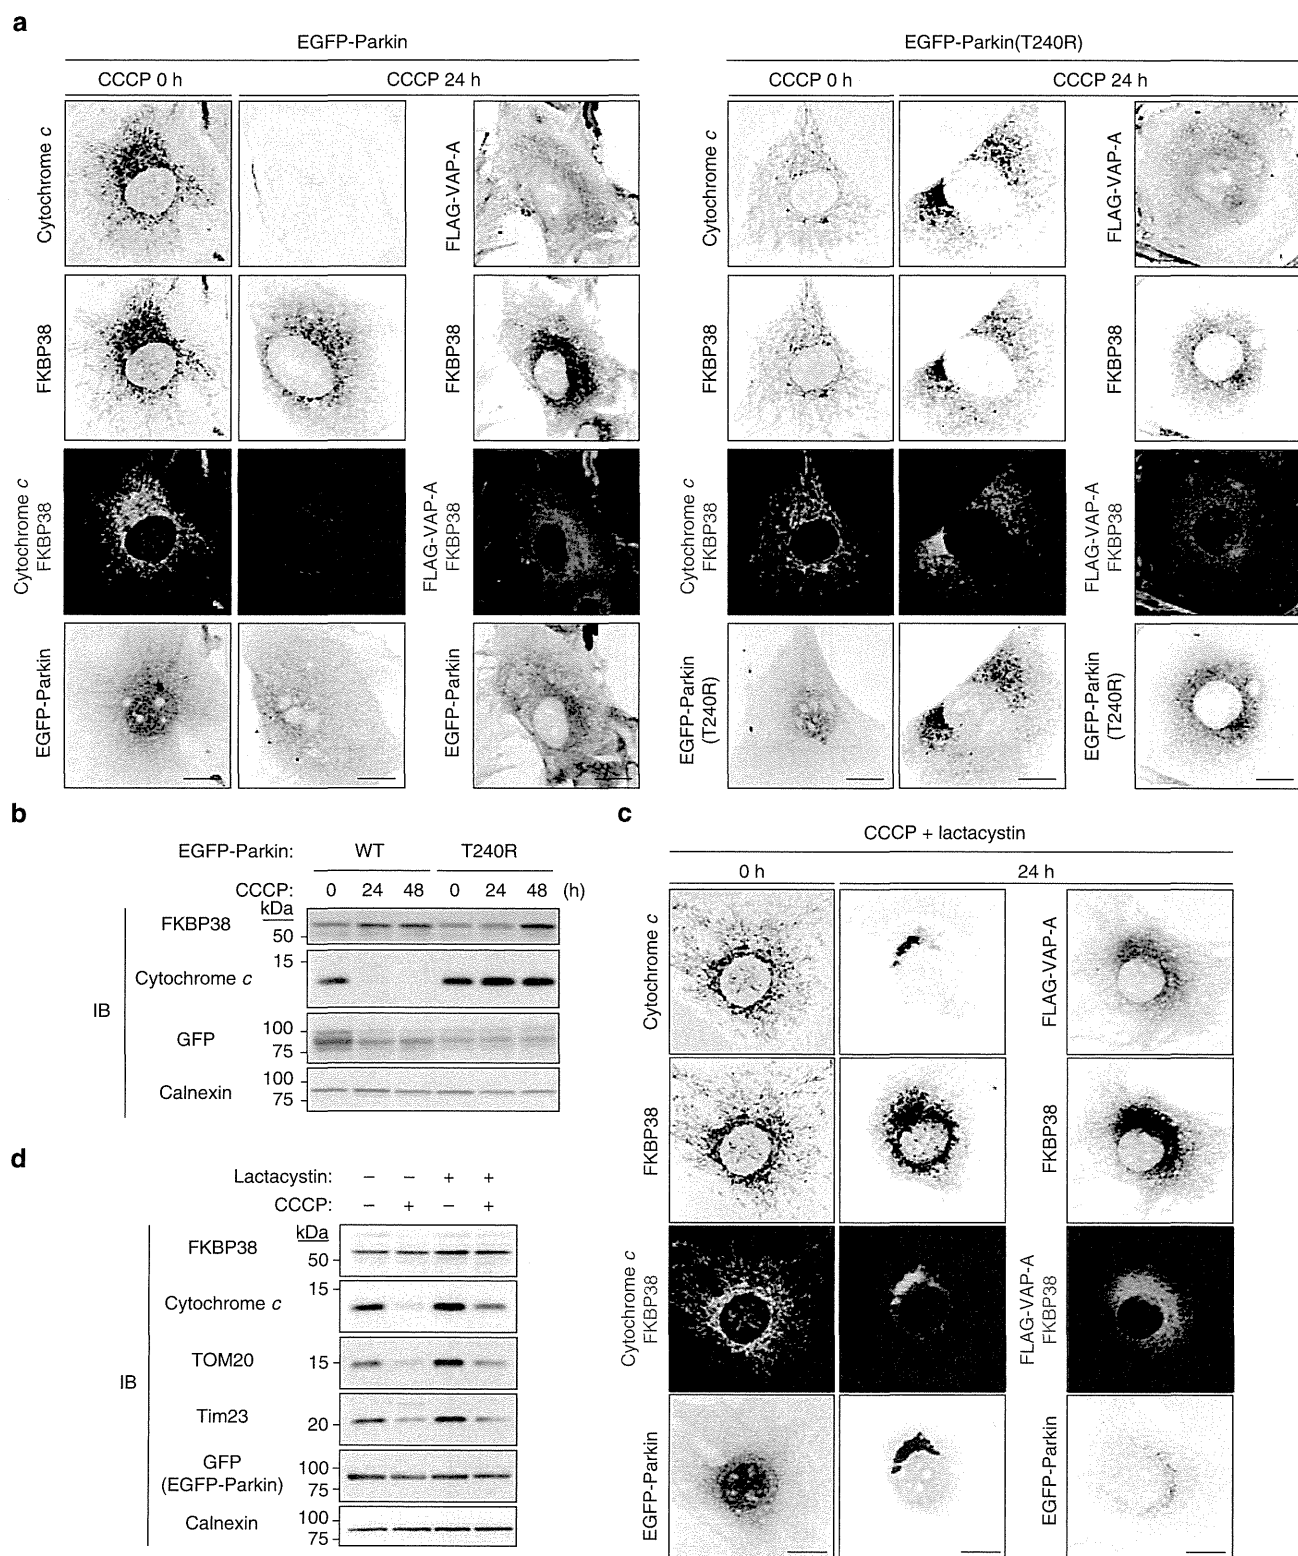 a
EGFP-Parkin
CCCP 0 h
CCCP 24 h
Cytochrome c
FLAG-VAP-A
FKBP38
FKBP38
Cytochrome c
FKBP38
FLAG-VAP-A
FKBP38
EGFP-Parkin
EGFP-Parkin
EGFP-Parkin(T240R)
CCCP 0 h
CCCP 24 h
Cytochrome c
FLAG-VAP-A
FKBP38
FKBP38
Cytochrome c
FKBP38
FLAG-VAP-A
FKBP38
EGFP-Parkin
(T240R)
EGFP-Parkin
(T240R)
b
EGFP-Parkin: WT T240R
CCCP: 0 24 48 0 24 48 (h)
kDa
FKBP38
50
15
Cytochrome c
IB
100
GFP
75
100
Calnexin
75
c
CCCP + lactacystin
0 h
24 h
Cytochrome c
FLAG-VAP-A
FKBP38
FKBP38
Cytochrome c
FKBP38
FLAG-VAP-A
FKBP38
EGFP-Parkin
EGFP-Parkin
d
Lactacystin: – – + +
CCCP: – + – +
kDa
FKBP38
50
15
Cytochrome c
TOM20
15
IB
Tim23
20
GFP
(EGFP-Parkin)
100
75
Calnexin
100
75